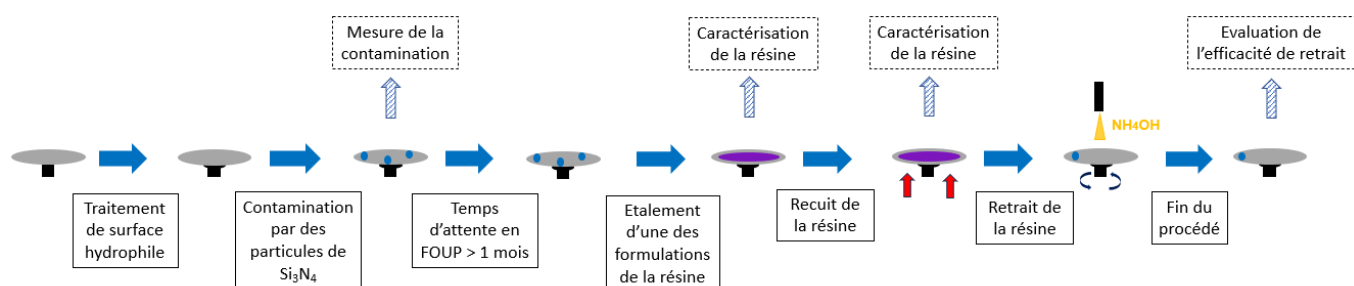 Mesure de la
contamination
Caractérisation
de la résine
Caractérisation
de la résine
Evaluation de
l’efficacité de retrait
NH4OH
Traitement
de surface
hydrophile
Contamination
par des
particules de
Si₃N₄
Temps
d’attente en
FOUP > 1 mois
Etalement
d’une des
formulations
de la résine
Recuit de
la résine
Retrait de
la résine
Fin du
procédé